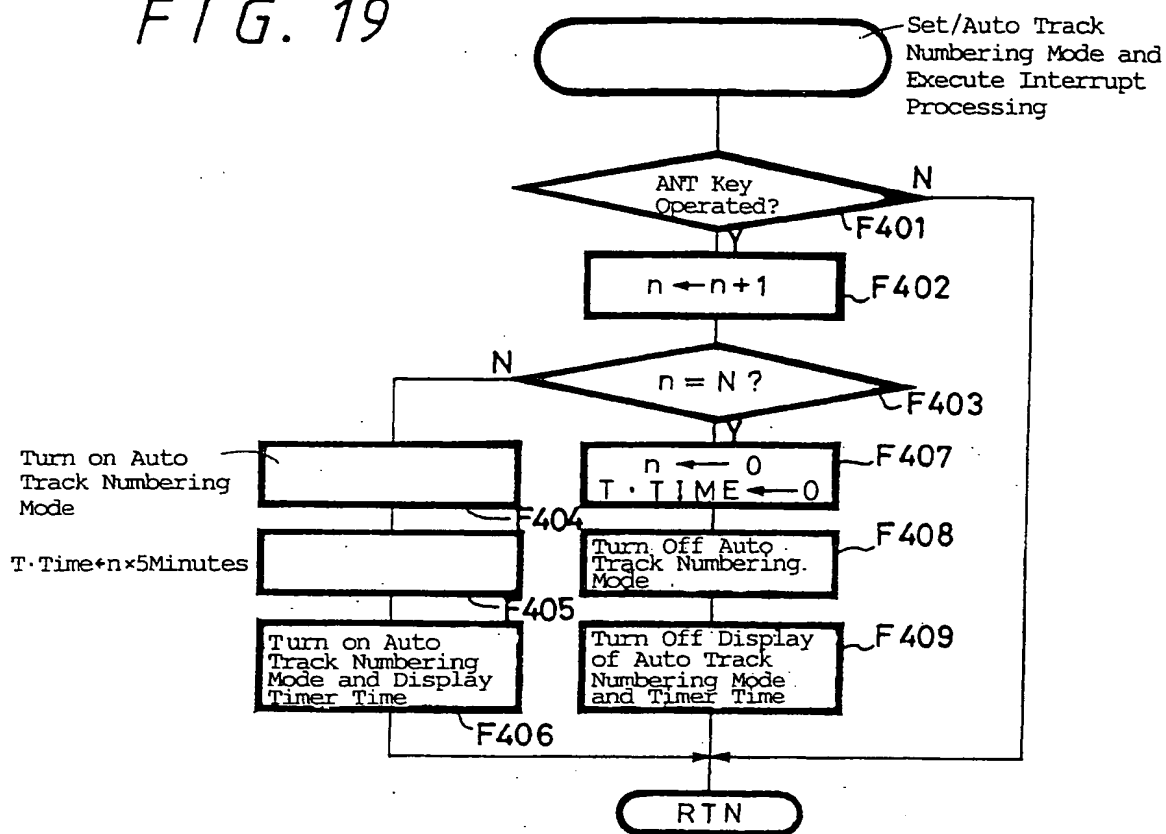 FIG. 19
Set/Auto Track
Numbering Mode and
Execute Interrupt
Processing
ANT Key
Operated?
N
F401
Y
n←n+1
F402
N
n = N ?
F403
Y
Turn on Auto
Track Numbering
Mode
F404
n ← 0
T·TIME←0
F407
T·Time←n×5Minutes
F405
Turn Off Auto
Track Numbering.
Mode
F408
Turn on Auto
Track Numbering
Mode and Display
Timer Time
F406
Turn Off Display
of Auto Track
Numbering Mode
and Timer Time
F409
RTN